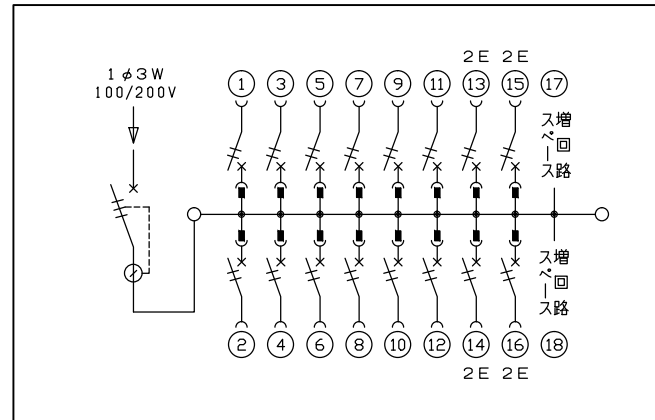 1φ3W
100/200V
2E 2E
① ③ ⑤ ⑦ ⑨ ⑪ ⑬ ⑮ ⑰
増回路
スペース
増回路
スペース
② ④ ⑥ ⑧ ⑩ ⑫ ⑭ ⑯ ⑱
2E 2E